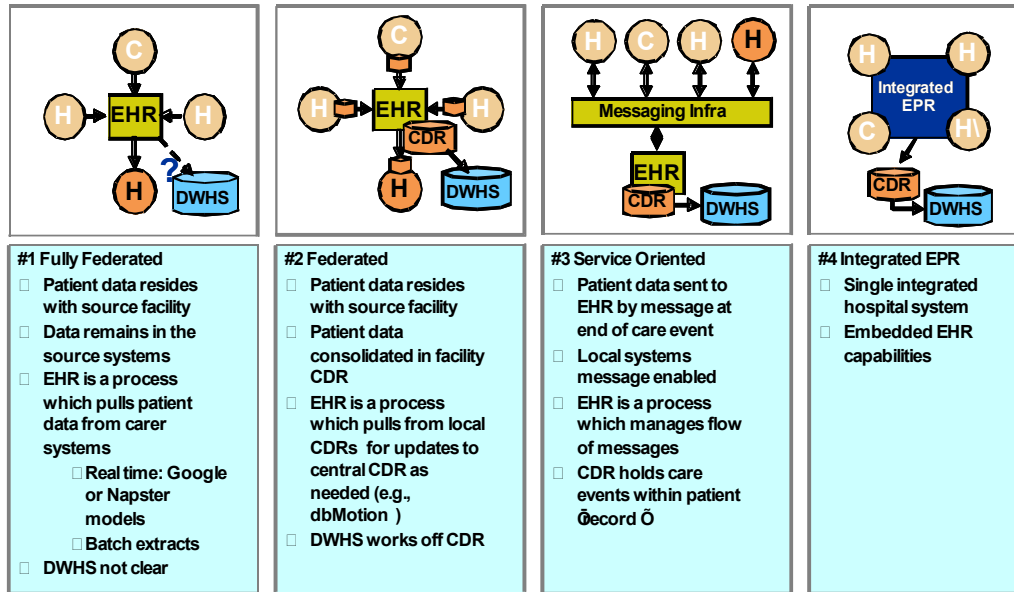 C
H
EHR
H
?
H
DWHS
C
H
EHR
H
CDR
H
DWHS
H
C
H
H
Messaging Infra
EHR
CDR
DWHS
H
H
Integrated
EPR
C
H\
CDR
DWHS
#1 Fully Federated
Patient data resides
with source facility
Data remains in the
source systems
EHR is a process
which pulls patient
data from carer
systems
Real time: Google
or Napster
models
Batch extracts
DWHS not clear
#2 Federated
Patient data resides
with source facility
Patient data
consolidated in facility
CDR
EHR is a process
which pulls from local
CDRs for updates to
central CDR as
needed (e.g.,
dbMotion )
DWHS works off CDR
#3 Service Oriented
Patient data sent to
EHR by message at
end of care event
Local systems
message enabled
EHR is a process
which manages flow
of messages
CDR holds care
events within patient
record Õ
#4 Integrated EPR
Single integrated
hospital system
Embedded EHR
capabilities